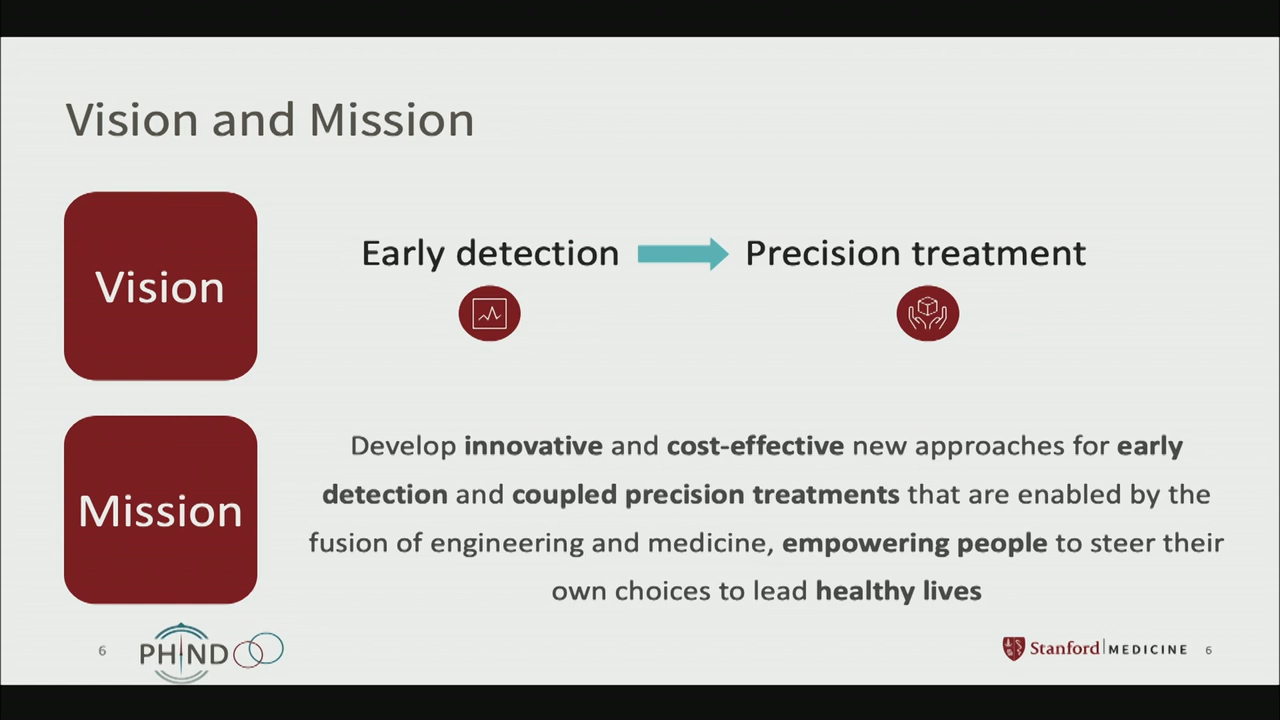 Vision and Mission
Vision
Early detection
Precision treatment
Mission
Develop innovative and cost-effective new approaches for early
detection and coupled precision treatments that are enabled by the
fusion of engineering and medicine, empowering people to steer their
own choices to lead healthy lives
6
PHIND
Stanford MEDICINE
6